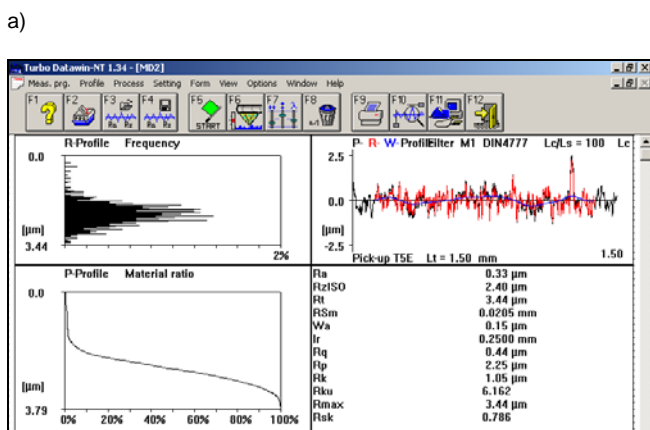 a)
Turbo Datawin-NT 1.34 - [MD2]
Meas. prg. Profile Process Setting Form View Options Window Help
F1 F2 F3 F4 F5 F6 F7 F8 F9 F10 F11 F12
START
R-Profile Frequency
0.0
[µm]
3.44
2%
P- R- W-Profile Filter M1 DIN4777 Lc/Ls = 100 Lc
2.5
0.0
[µm]
-2.5
Pick-up T5E Lt = 1.50 mm
1.50
P-Profile Material ratio
0.0
[µm]
3.79
0% 20% 40% 60% 80% 100%
Ra 0.33 µm
RzISO 2.40 µm
Rt 3.44 µm
RSm 0.0205 mm
Wa 0.15 µm
lr 0.2500 mm
Rq 0.44 µm
Rp 2.25 µm
Rk 1.05 µm
Rku 6.162
Rmax 3.44 µm
Rsk 0.786